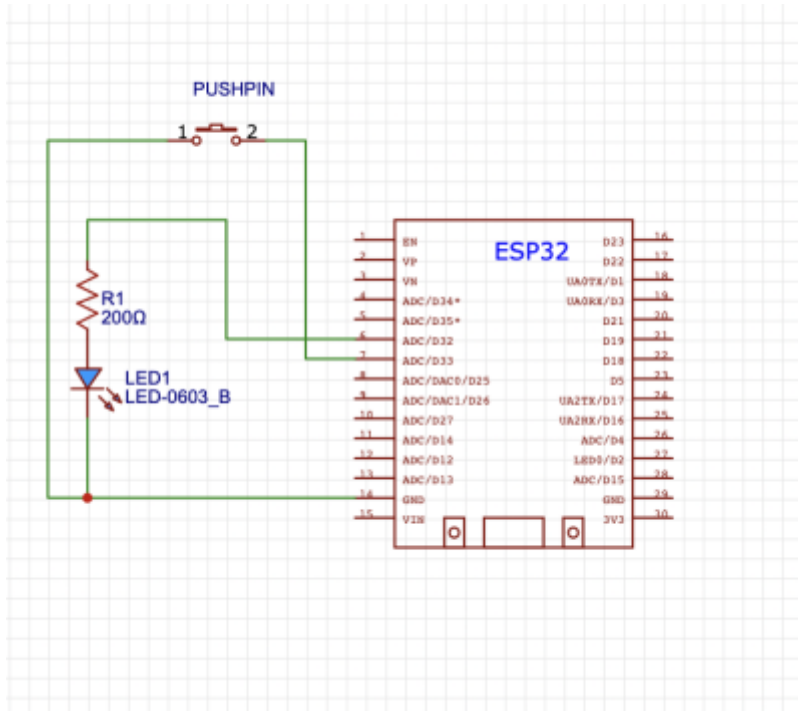 PUSHPIN
1 2
R1
200Ω
LED1
LED-0603_B
ESP32
1 EN D23 16
2 VP D22 17
3 VN UA0TX/D1 18
4 ADC/D34* UA0RX/D3 19
5 ADC/D35* D21 20
6 ADC/D32 D19 21
7 ADC/D33 D18 22
8 ADC/DAC0/D25 D5 23
9 ADC/DAC1/D26 UA2TX/D17 24
10 ADC/D27 UA2RX/D16 25
11 ADC/D14 ADC/D4 26
12 ADC/D12 LED0/D2 27
13 ADC/D13 ADC/D15 28
14 GND GND 29
15 VIN 3V3 30